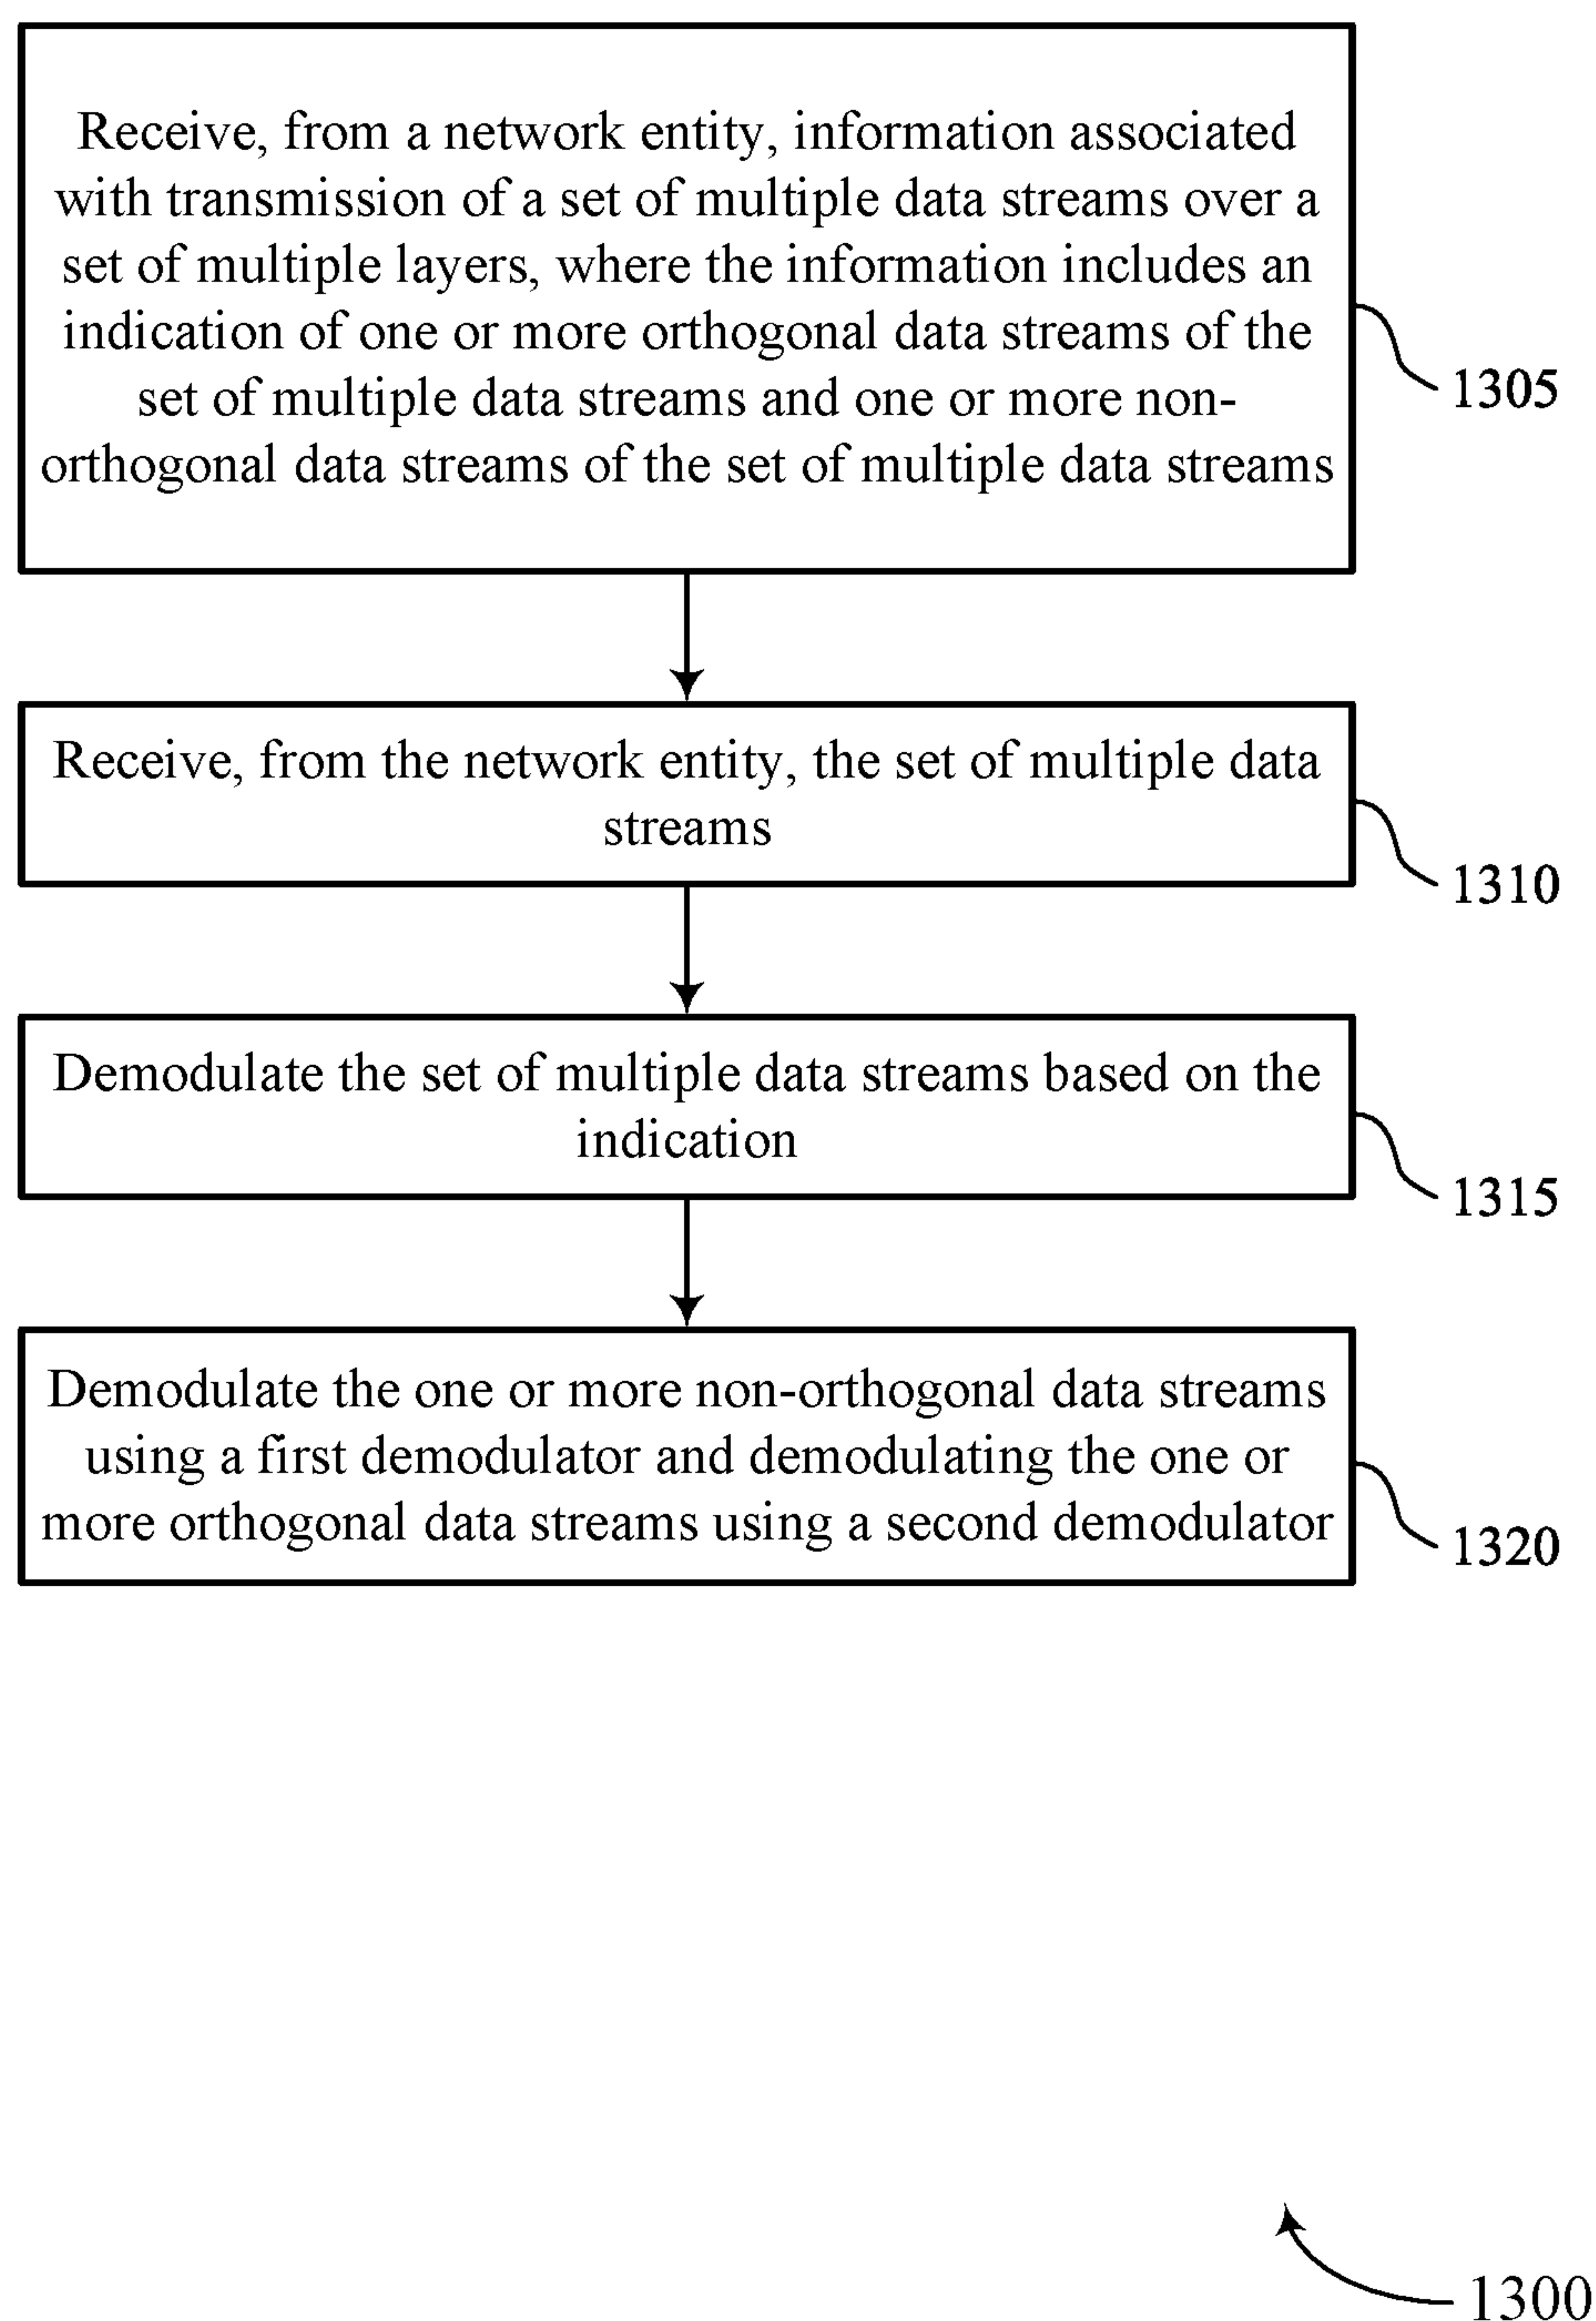 Receive, from a network entity, information associated
with transmission of a set of multiple data streams over a
set of multiple layers, where the information includes an
indication of one or more orthogonal data streams of the
set of multiple data streams and one or more non-
orthogonal data streams of the set of multiple data streams
1305
Receive, from the network entity, the set of multiple data
streams
1310
Demodulate the set of multiple data streams based on the
indication
1315
Demodulate the one or more non-orthogonal data streams
using a first demodulator and demodulating the one or
more orthogonal data streams using a second demodulator
1320
1300